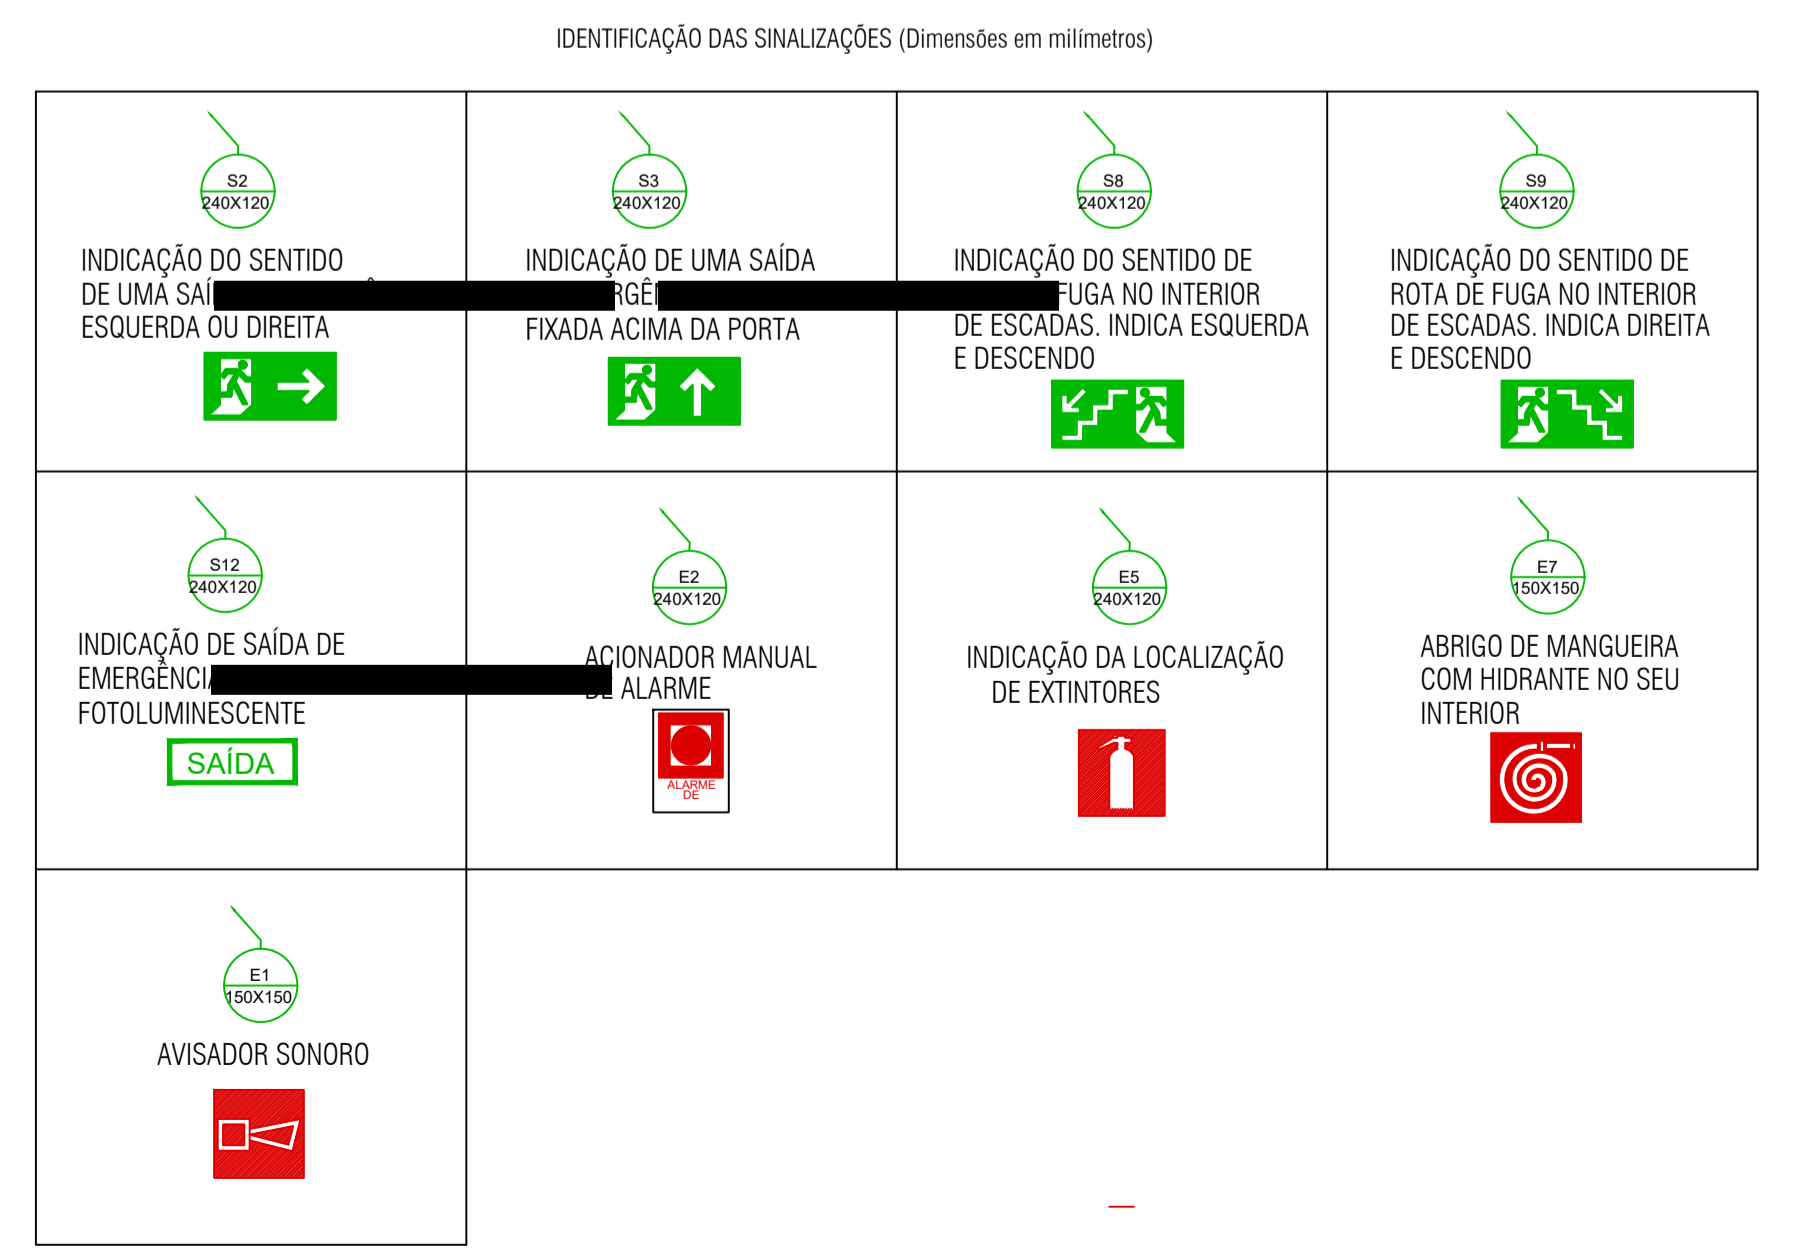 IDENTIFICAÇÃO DAS SINALIZAÇÕES (Dimensões em milímetros)
S2
240X120
INDICAÇÃO DO SENTIDO
DE UMA
ESQUERDA OU DIREITA
S3
240X120
INDICAÇÃO DE UMA SAÍDA
FIXADA ACIMA DA PORTA
S8
240X120
INDICAÇÃO DO SENTIDO DE
FUGA NO INTERIOR
DE ESCADAS. INDICA ESQUERDA
E DESCENDO
S9
240X120
INDICAÇÃO DO SENTIDO DE
ROTA DE FUGA NO INTERIOR
DE ESCADAS. INDICA DIREITA
E DESCENDO
S12
240X120
INDICAÇÃO DE SAÍDA DE
EMERGÊNCIA
FOTOLUMINESCENTE
SAÍDA
E2
240X120
ACIONADOR MANUAL
DE ALARME
ALARME
DE
E5
240X120
INDICAÇÃO DA LOCALIZAÇÃO
DE EXTINTORES
E7
150X150
ABRIGO DE MANGUEIRA
COM HIDRANTE NO SEU
INTERIOR
E1
150X150
AVISADOR SONORO